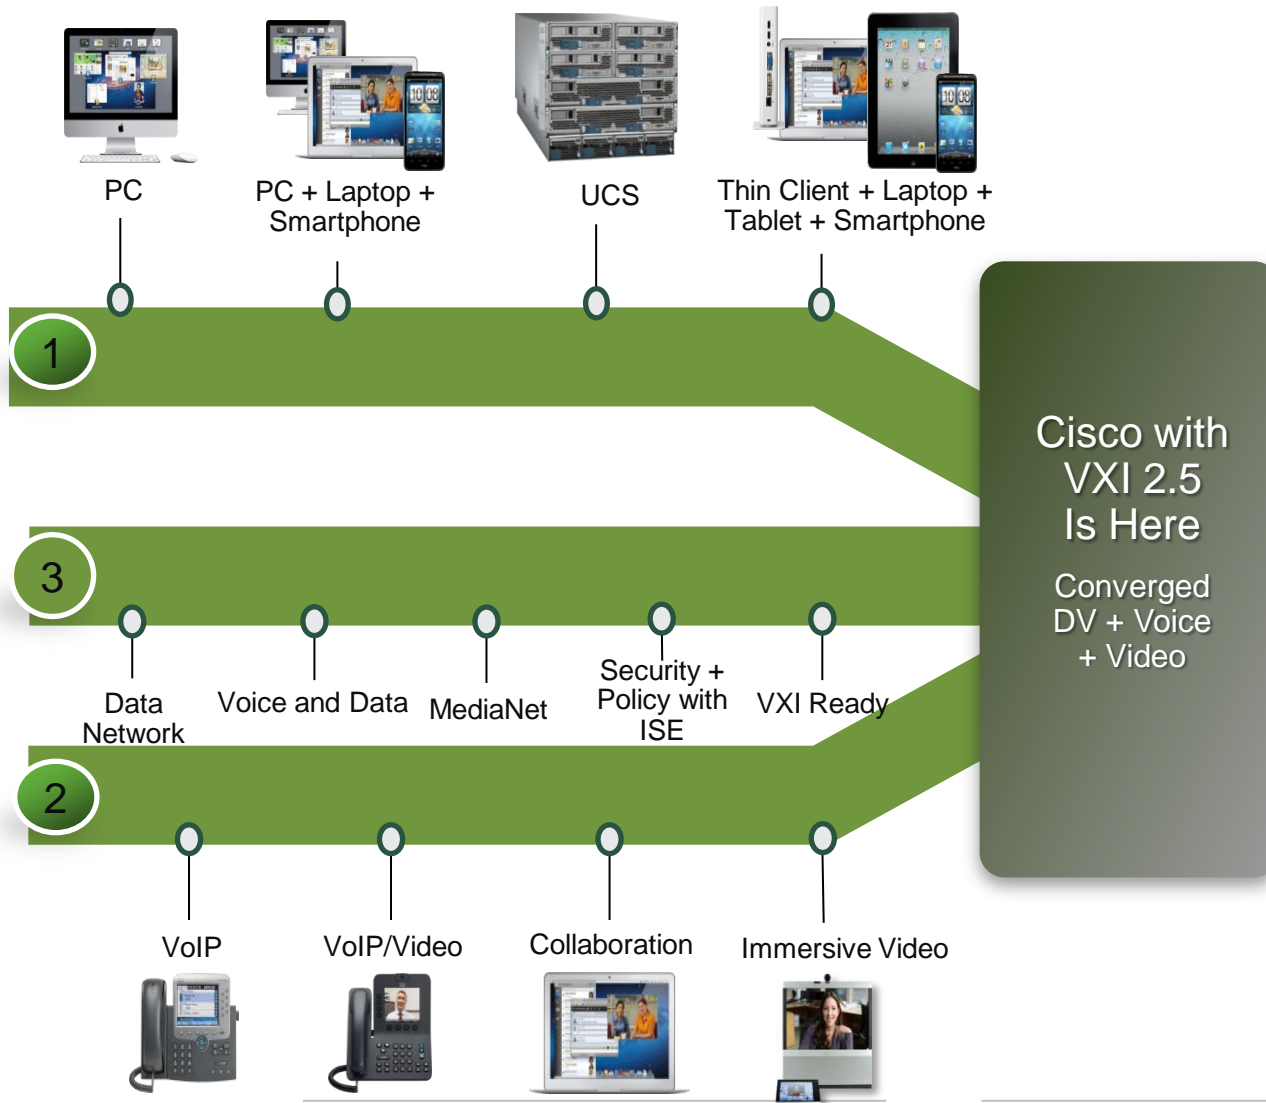 PC
PC + Laptop +
Smartphone
UCS
Thin Client + Laptop +
Tablet + Smartphone
1
Cisco with
VXI 2.5
Is Here
Converged
DV + Voice
+ Video
3
Data
Network
Voice and Data
MediaNet
Security +
Policy with
ISE
VXI Ready
2
VoIP
VoIP/Video
Collaboration
Immersive Video